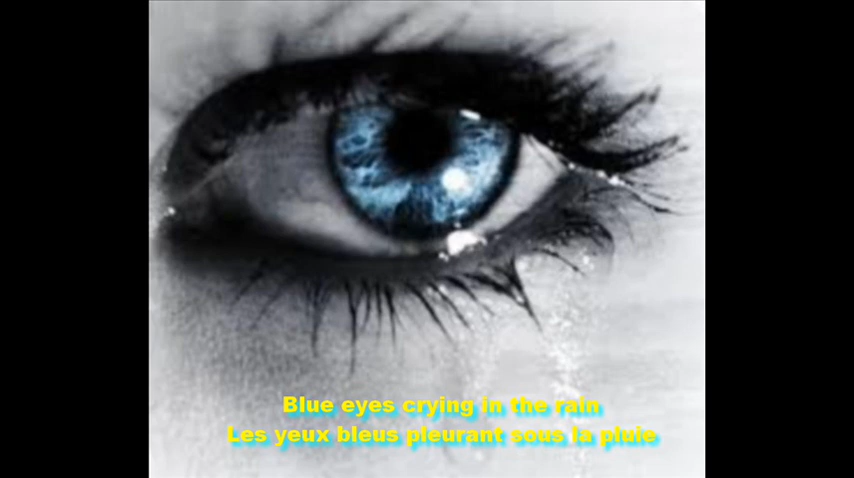 Blue eyes crying in the rain
Les yeux bleus pleurant sous la pluie